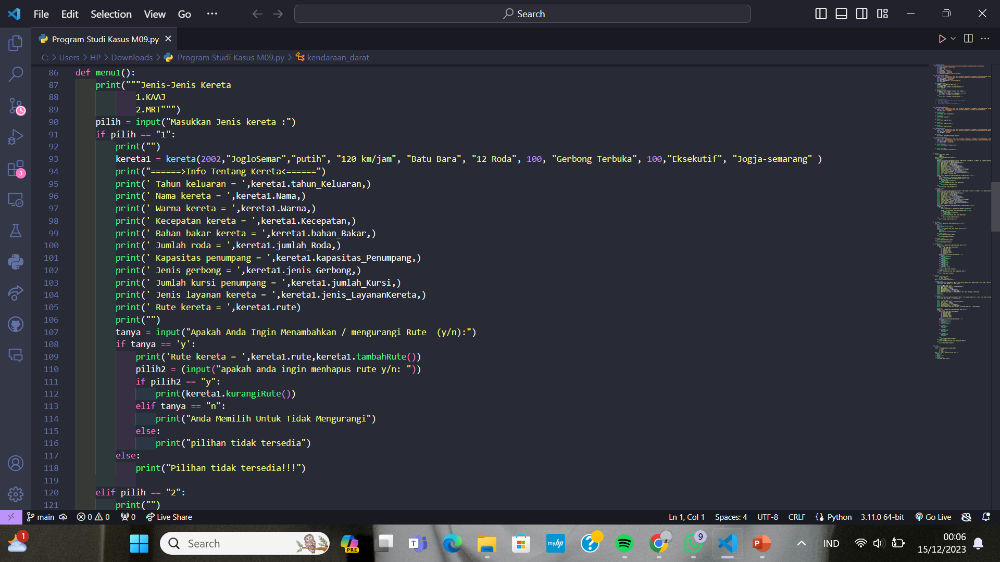 File Edit Selection View Go ··· Search
Program Studi Kasus M09.py
C: > Users > HP > Downloads > Program Studi Kasus M09.py > kendaraan_darat
86 def menu1():
87 print("""Jenis-Jenis Kereta
88 1.KAAJ
89 2.MRT""")
90 pilih = input("Masukkan Jenis kereta :")
91 if pilih == "1":
92 print("")
93 kereta1 = kereta(2002,"JogloSemar","putih", "120 km/jam", "Batu Bara", "12 Roda", 100, "Gerbong Terbuka", 100,"Eksekutif", "Jogja-semarang" )
94 print("======>Info Tentang Kereta<======")
95 print(' Tahun keluaran = ',kereta1.tahun_Keluaran,)
96 print(' Nama kereta = ',kereta1.Nama,)
97 print(' Warna kereta = ',kereta1.Warna,)
98 print(' Kecepatan kereta = ',kereta1.Kecepatan,)
99 print(' Bahan bakar kereta = ',kereta1.bahan_Bakar,)
100 print(' Jumlah roda = ',kereta1.jumlah_Roda,)
101 print(' Kapasitas penumpang = ',kereta1.kapasitas_Penumpang,)
102 print(' Jenis gerbong = ',kereta1.jenis_Gerbong,)
103 print(' Jumlah kursi penumpang = ',kereta1.jumlah_Kursi,)
104 print(' Jenis layanan kereta = ',kereta1.jenis_LayananKereta,)
105 print(' Rute kereta = ',kereta1.rute)
106 print("")
107 tanya = input("Apakah Anda Ingin Menambahkan / mengurangi Rute  (y/n):")
108 if tanya == 'y':
109 print('Rute kereta = ',kereta1.rute,kereta1.tambahRute())
110 pilih2 = (input("apakah anda ingin menhapus rute y/n: "))
111 if pilih2 == "y":
112 print(kereta1.kurangiRute())
113 elif tanya == "n":
114 print("Anda Memilih Untuk Tidak Mengurangi")
115 else:
116 print("pilihan tidak tersedia")
117 else:
118 print("Pilihan tidak tersedia!!!")
119
120 elif pilih == "2":
121 print("")
3
main 0 0 0 Live Share Ln 1, Col 1 Spaces: 4 UTF-8 CRLF Python 3.11.0 64-bit Go Live
1 Search PRE T myhp ? 9 P IND 00:06
15/12/2023